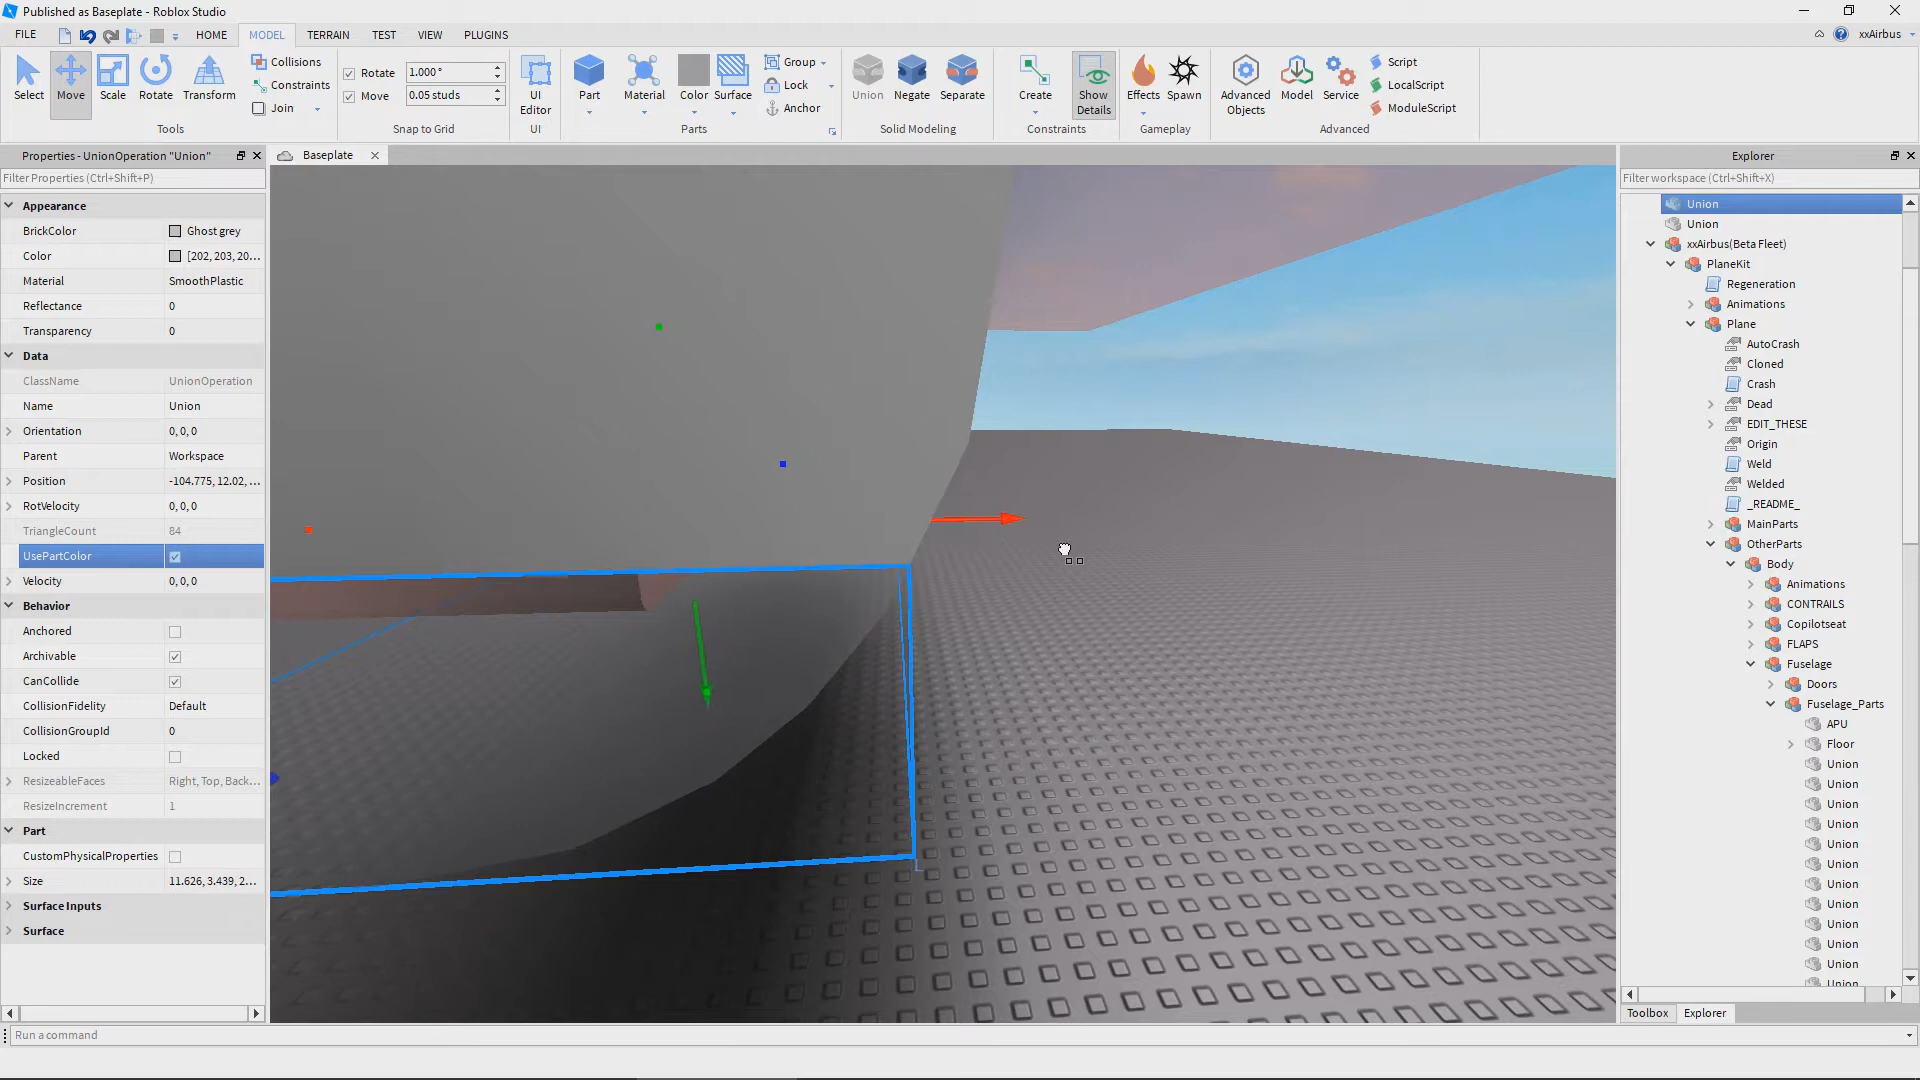 Published as Baseplate - Roblox Studio
FILE HOME MODEL TERRAIN TEST VIEW PLUGINS xxAirbus
Select Move Scale Rotate Transform
Collisions
Constraints
Join
Tools
Rotate 1.000 °
Move 0.05 studs
Snap to Grid
UI Editor
UI
Part Material Color Surface
Group
Lock
Anchor
Parts
Union Negate Separate
Solid Modeling
Create Show Details
Constraints
Effects Spawn
Gameplay
Advanced Objects Model Service
Script
LocalScript
ModuleScript
Advanced
Properties - UnionOperation "Union"
Filter Properties (Ctrl+Shift+P)
Appearance
BrickColor Ghost grey
Color [202, 203, 20...
Material SmoothPlastic
Reflectance 0
Transparency 0
Data
ClassName UnionOperation
Name Union
Orientation 0, 0, 0
Parent Workspace
Position -104.775, 12.02, ...
RotVelocity 0, 0, 0
TriangleCount 84
UsePartColor
Velocity 0, 0, 0
Behavior
Anchored
Archivable
CanCollide
CollisionFidelity Default
CollisionGroupId 0
Locked
ResizeableFaces Right, Top, Back...
ResizeIncrement 1
Part
CustomPhysicalProperties
Size 11.626, 3.439, 2...
Surface Inputs
Surface
Baseplate
Explorer
Filter workspace (Ctrl+Shift+X)
Union
Union
xxAirbus(Beta Fleet)
PlaneKit
Regeneration
Animations
Plane
AutoCrash
Cloned
Crash
Dead
EDIT_THESE
Origin
Weld
Welded
_README_
MainParts
OtherParts
Body
Animations
CONTRAILS
Copilotseat
FLAPS
Fuselage
Doors
Fuselage_Parts
APU
Floor
Union
Union
Union
Union
Union
Union
Union
Union
Union
Union
Union
Union
Toolbox Explorer
Run a command